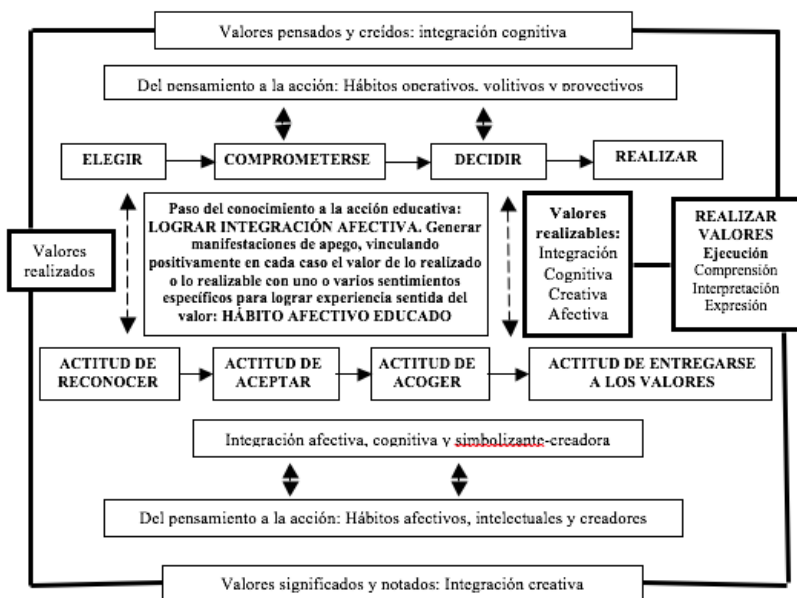 Valores pensados y creídos: integración cognitiva
Del pensamiento a la acción: Hábitos operativos, volitivos y proyectivos
ELEGIR
COMPROMETERSE
DECIDIR
REALIZAR
Valores
realizados
Paso del conocimiento a la acción educativa:
LOGRAR INTEGRACIÓN AFECTIVA. Generar
manifestaciones de apego, vinculando
positivamente en cada caso el valor de lo realizado
o lo realizable con uno o varios sentimientos
específicos para lograr experiencia sentida del
valor: HÁBITO AFECTIVO EDUCADO
Valores
realizables:
Integración
Cognitiva
Creativa
Afectiva
REALIZAR
VALORES
Ejecución
Comprensión
Interpretación
Expresión
ACTITUD DE
RECONOCER
ACTITUD DE
ACEPTAR
ACTITUD DE
ACOGER
ACTITUD DE ENTREGARSE
A LOS VALORES
Integración afectiva, cognitiva y simbolizante-creadora
Del pensamiento a la acción: Hábitos afectivos, intelectuales y creadores
Valores significados y notados: Integración creativa